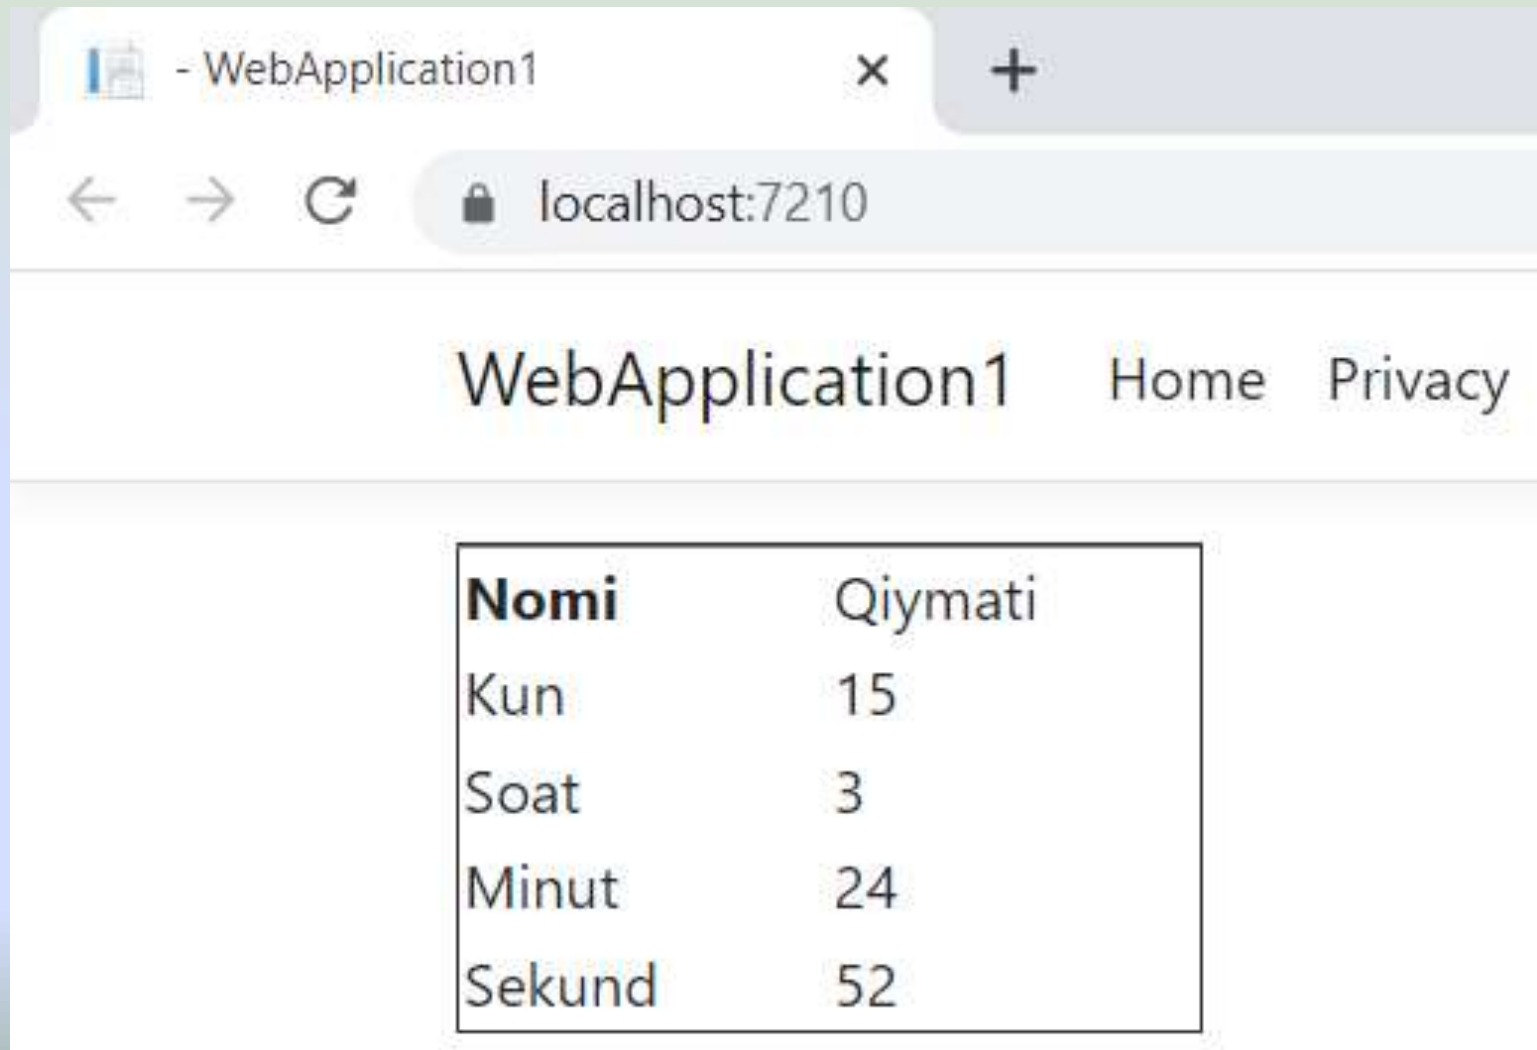 - WebApplication1
localhost:7210
WebApplication1 Home Privacy
Nomi Qiymati
Kun 15
Soat 3
Minut 24
Sekund 52